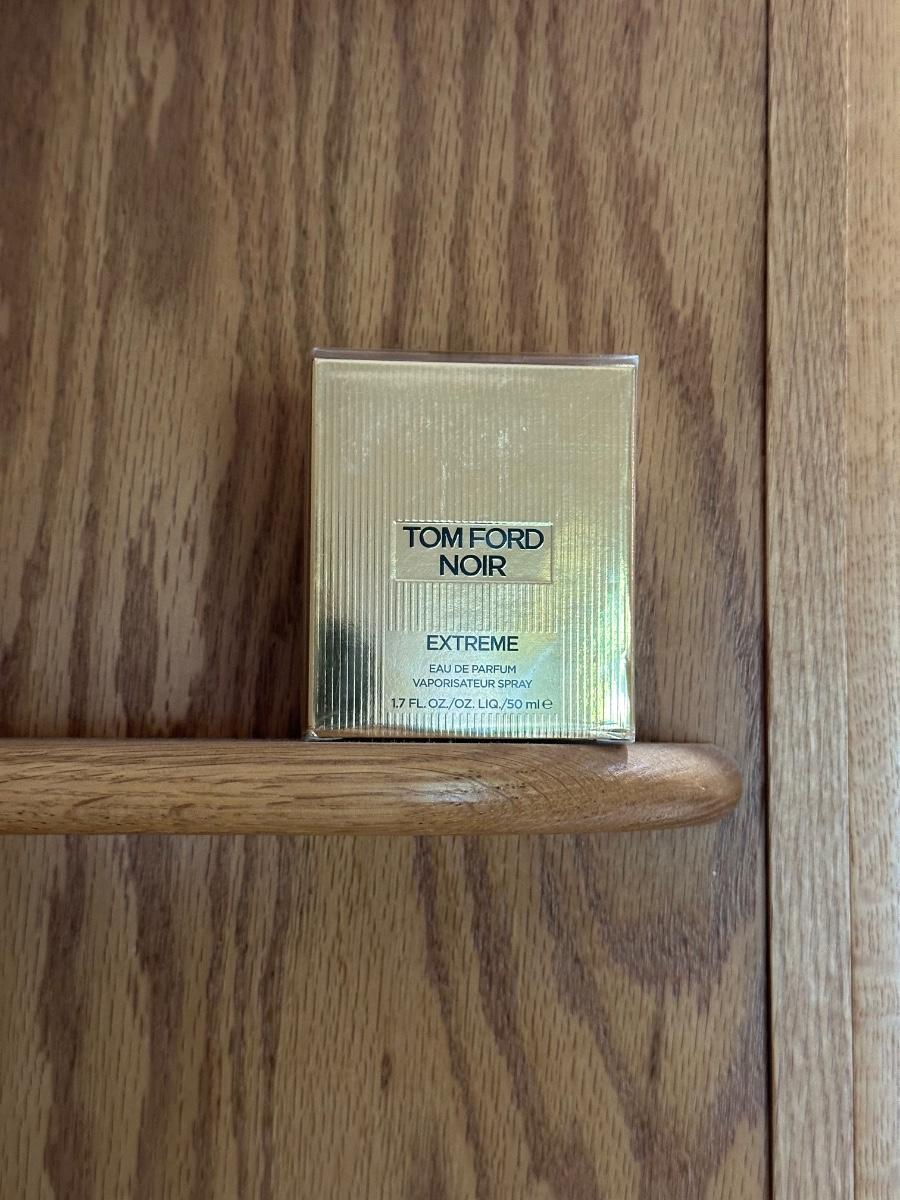 TOM FORD
NOIR
EXTREME
EAU DE PARFUM
VAPORISATEUR SPRAY
1.7 FL. OZ./OZ. LIQ./50 ml ℮